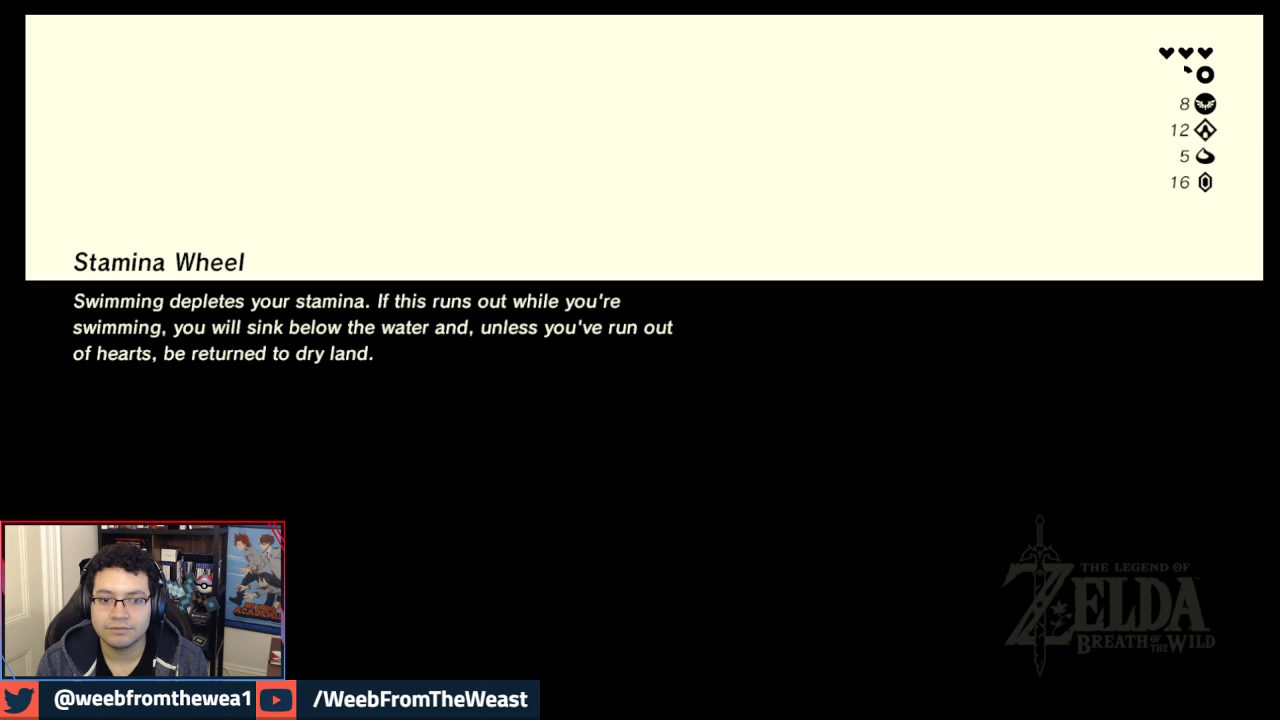 8
12
5
16
Stamina Wheel
Swimming depletes your stamina. If this runs out while you're
swimming, you will sink below the water and, unless you've run out
of hearts, be returned to dry land.
THE LEGEND OF
ZELDA
BREATH OF THE WILD
@weebfromthewea1
/WeebFromTheWeast